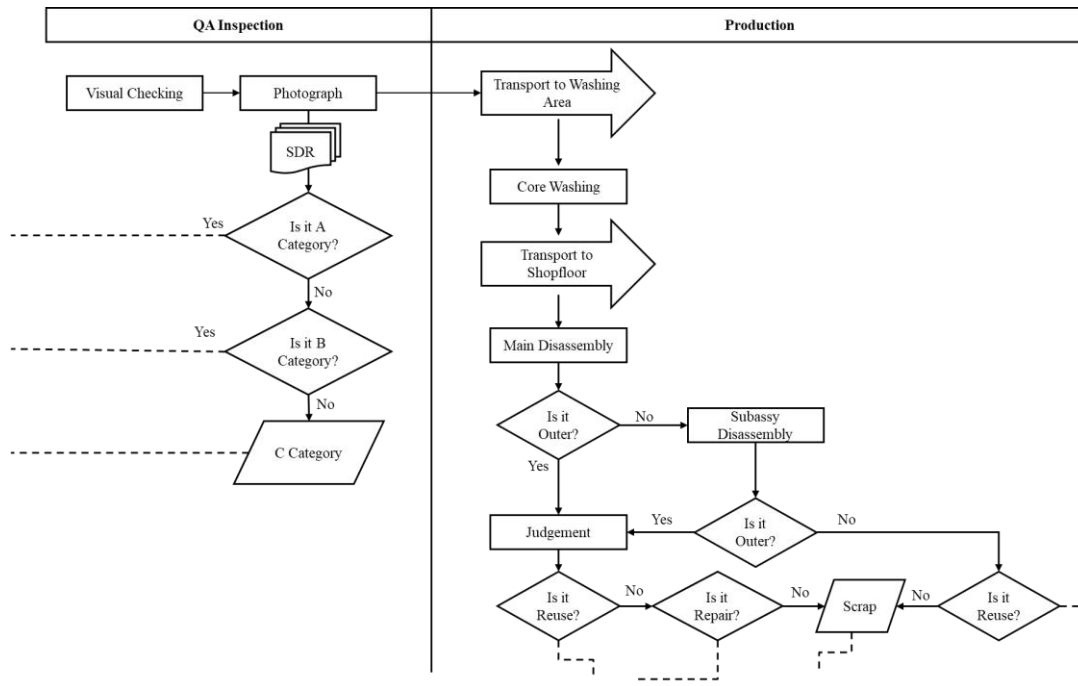 QA Inspection
Production
Visual Checking
Photograph
Transport to Washing
Area
SDR
Core Washing
Yes
Is it A
Category?
Transport to
Shopfloor
No
Yes
Is it B
Category?
Main Disassembly
No
Is it
Outer?
No
Subassy
Disassembly
C Category
Yes
Judgement
Yes
Is it
Outer?
No
Is it
Reuse?
No
Is it
Repair?
No
Scrap
No
Is it
Reuse?